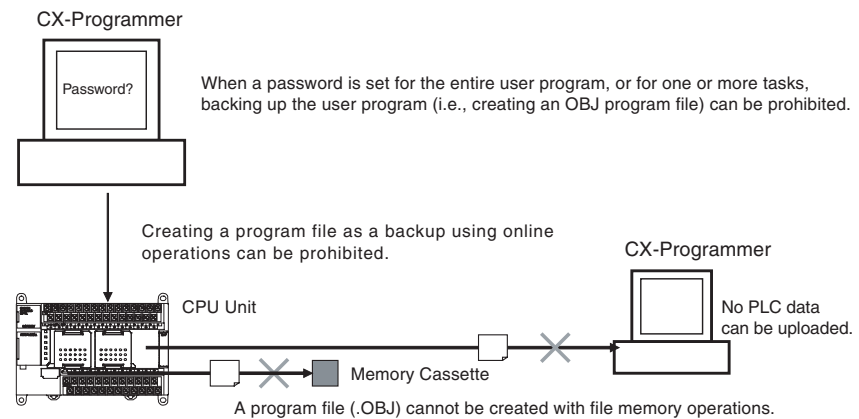 CX-Programmer
Password?
When a password is set for the entire user program, or for one or more tasks,
backing up the user program (i.e., creating an OBJ program file) can be prohibited.
Creating a program file as a backup using online
operations can be prohibited.
CX-Programmer
CPU Unit
No PLC data
can be uploaded.
Memory Cassette
A program file (.OBJ) cannot be created with file memory operations.